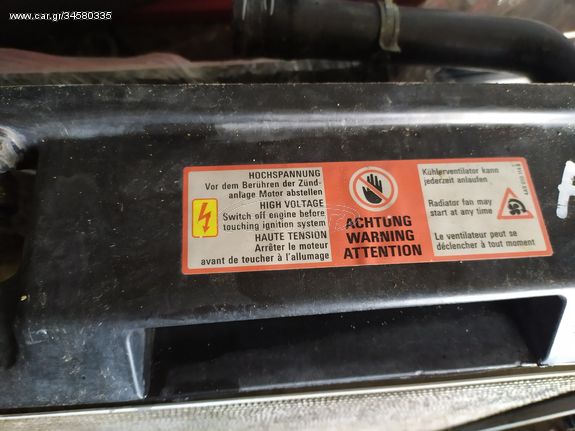 www.car.gr/34580335
HOCHSPANNUNG
Vor dem Berühren der Zünd-
anlage Motor abstellen
HIGH VOLTAGE
Switch off engine before
touching ignition system
HAUTE TENSION
Arrêter le moteur
avant de toucher à l'allumage
ACHTUNG
WARNING
ATTENTION
Kühlerventilator kann
jederzeit anlaufen
Radiator fan may
start at any time
Le ventilateur peut se
déclencher à tout moment